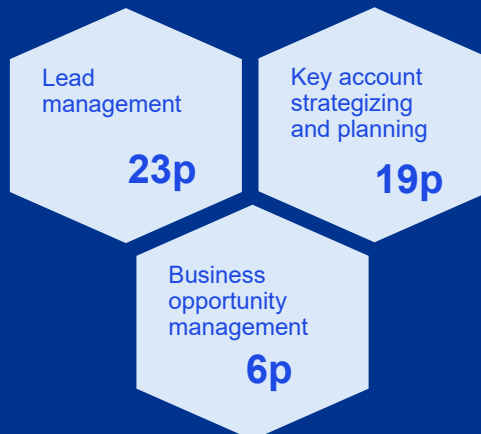 Lead
management
23p
Key account
strategizing
and planning
19p
Business
opportunity
management
6p